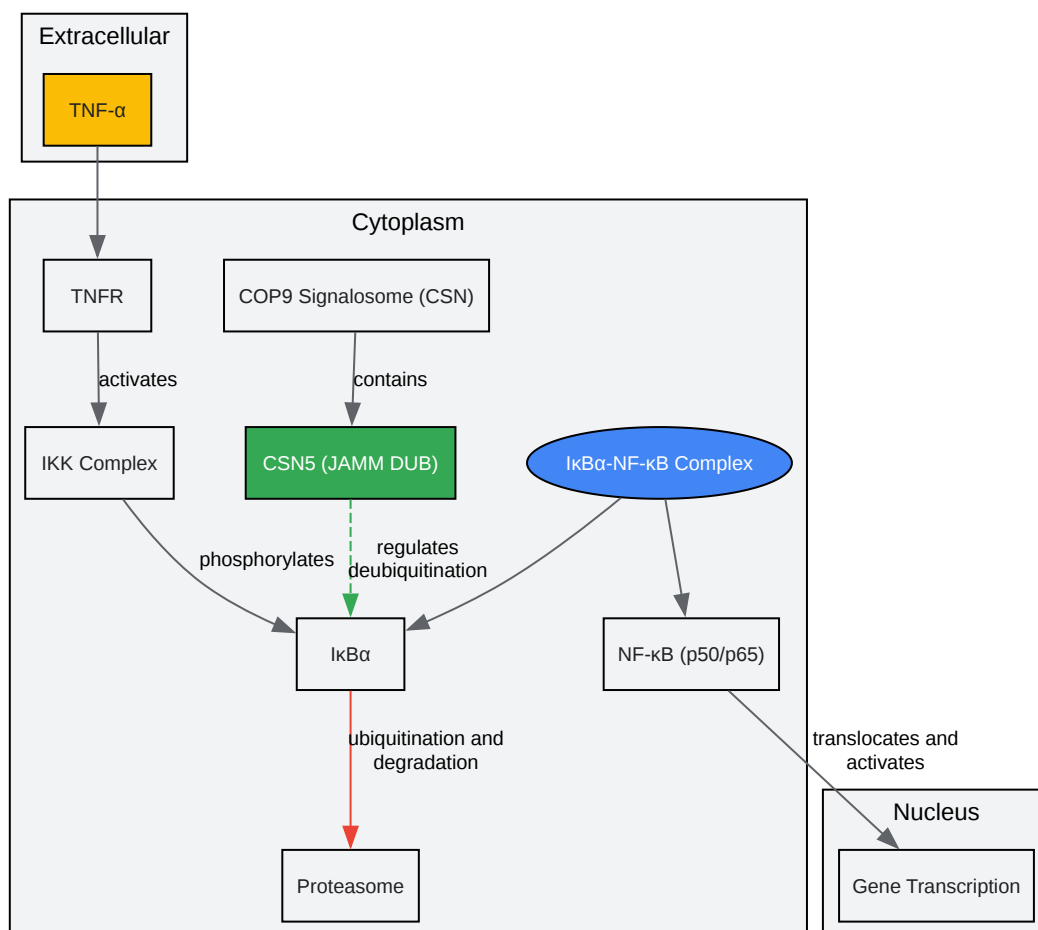 Extracellular
TNF-α
Cytoplasm
TNFR
COP9 Signalosome (CSN)
activates
contains
IKK Complex
CSN5 (JAMM DUB)
IκBα-NF-κB Complex
phosphorylates
regulates
deubiquitination
IκBα
NF-κB (p50/p65)
ubiquitination and
degradation
translocates and
activates
Nucleus
Proteasome
Gene Transcription